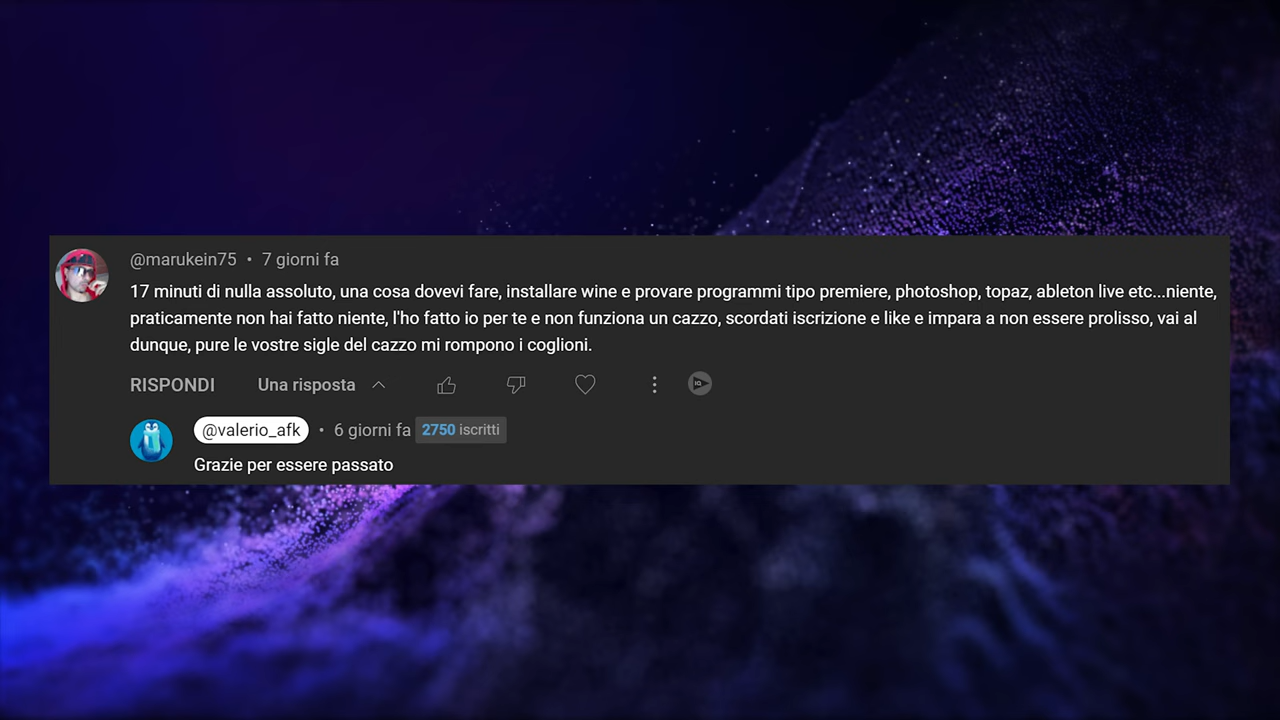 @marukein75 • 7 giorni fa
17 minuti di nulla assoluto, una cosa dovevi fare, installare wine e provare programmi tipo premiere, photoshop, topaz, ableton live etc...niente,
praticamente non hai fatto niente, l'ho fatto io per te e non funziona un cazzo, scordati iscrizione e like e impara a non essere prolisso, vai al
dunque, pure le vostre sigle del cazzo mi rompono i coglioni.
RISPONDI Una risposta
@valerio_afk • 6 giorni fa 2750 iscritti
Grazie per essere passato